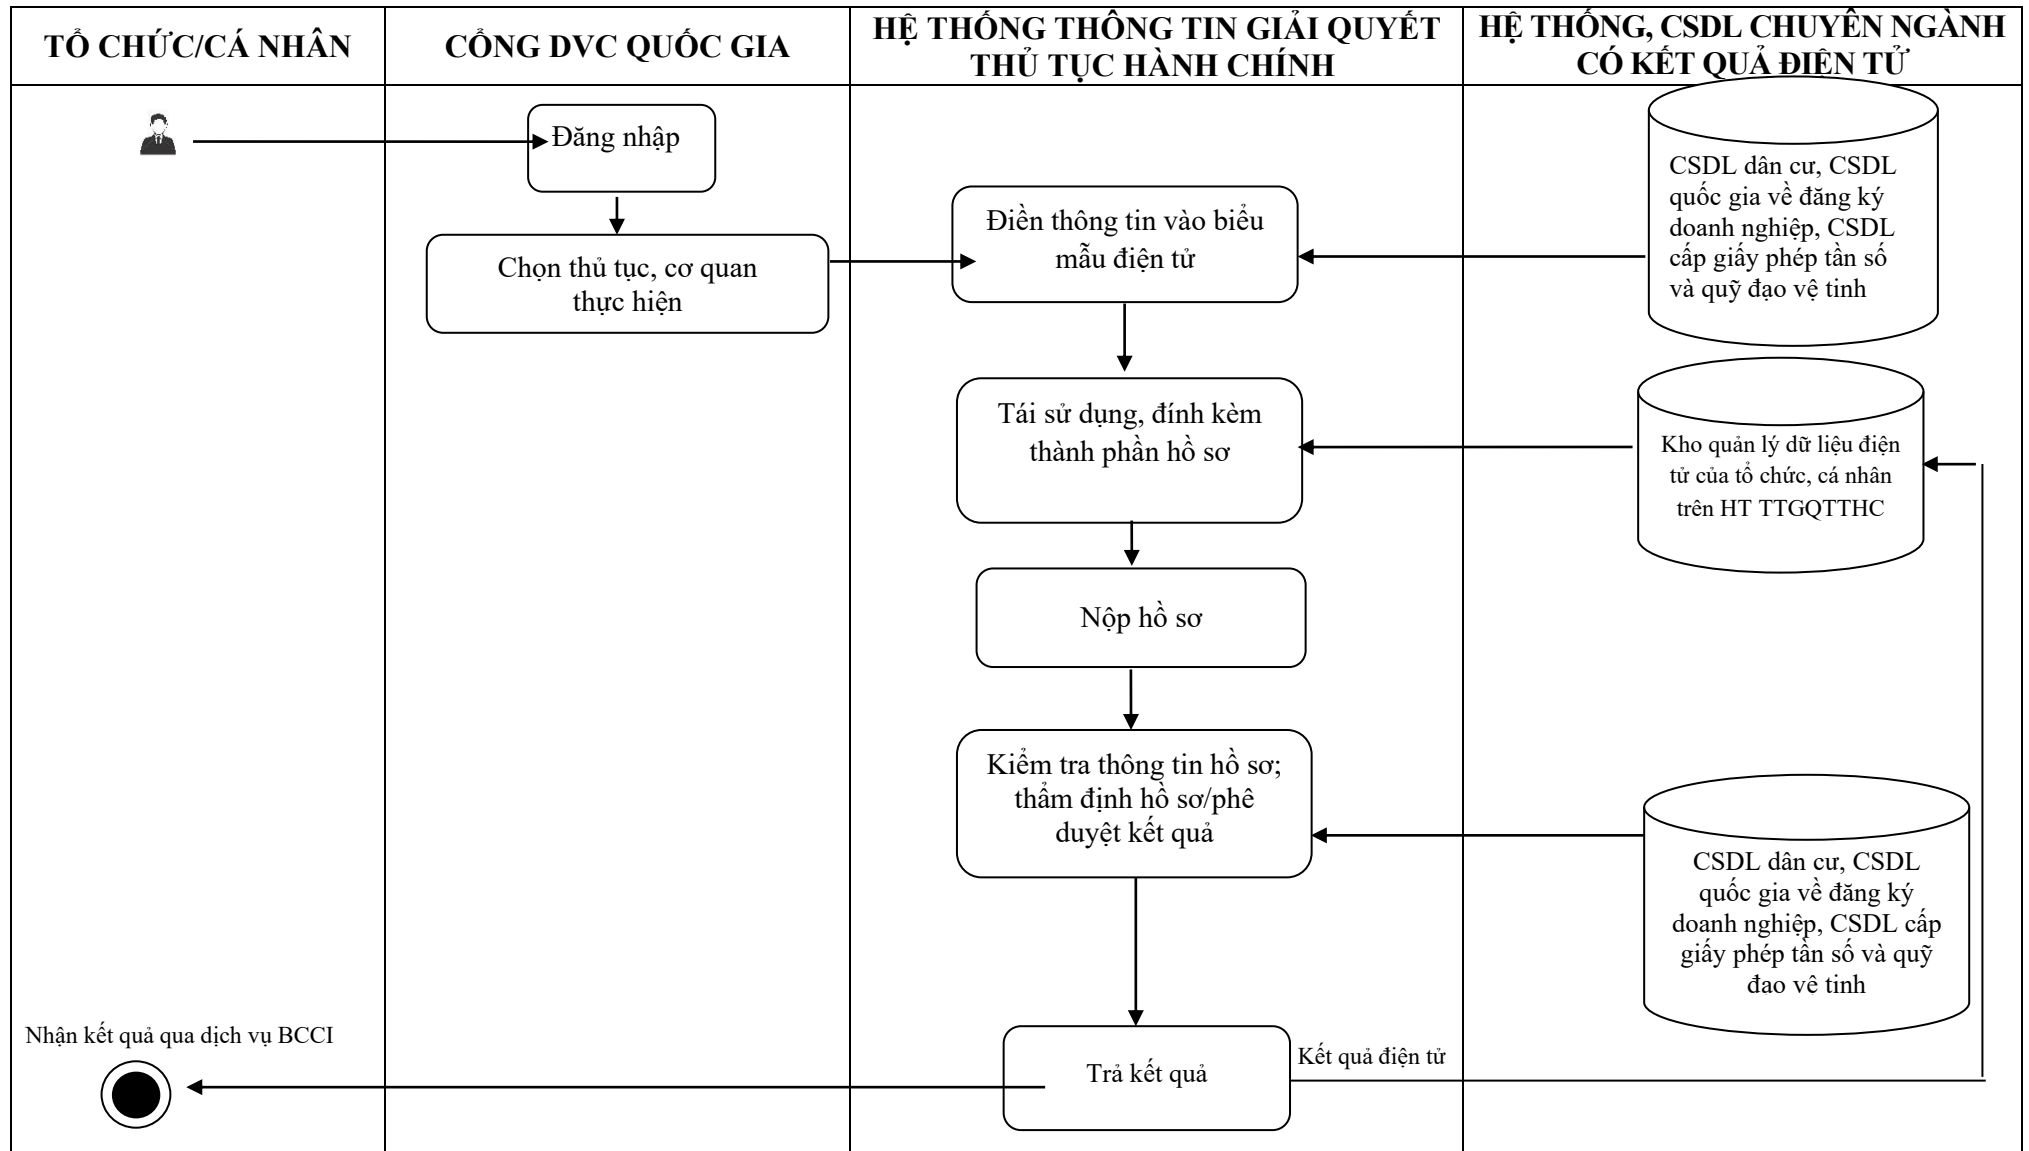 TỔ CHỨC/CÁ NHÂN
CỔNG DVC QUỐC GIA
HỆ THỐNG THÔNG TIN GIẢI QUYẾT
THỦ TỤC HÀNH CHÍNH
HỆ THỐNG, CSDL CHUYÊN NGÀNH
CÓ KẾT QUẢ ĐIỆN TỬ
Đăng nhập
Chọn thủ tục, cơ quan
thực hiện
Điền thông tin vào biểu
mẫu điện tử
CSDL dân cư, CSDL
quốc gia về đăng ký
doanh nghiệp, CSDL
cấp giấy phép tần số
và quỹ đạo vệ tinh
Tái sử dụng, đính kèm
thành phần hồ sơ
Kho quản lý dữ liệu điện
tử của tổ chức, cá nhân
trên HT TTGQTTHC
Nộp hồ sơ
Kiểm tra thông tin hồ sơ;
thẩm định hồ sơ/phê
duyệt kết quả
CSDL dân cư, CSDL
quốc gia về đăng ký
doanh nghiệp, CSDL cấp
giấy phép tần số và quỹ
đao vê tinh
Nhận kết quả qua dịch vụ BCCI
Trả kết quả
Kết quả điện tử